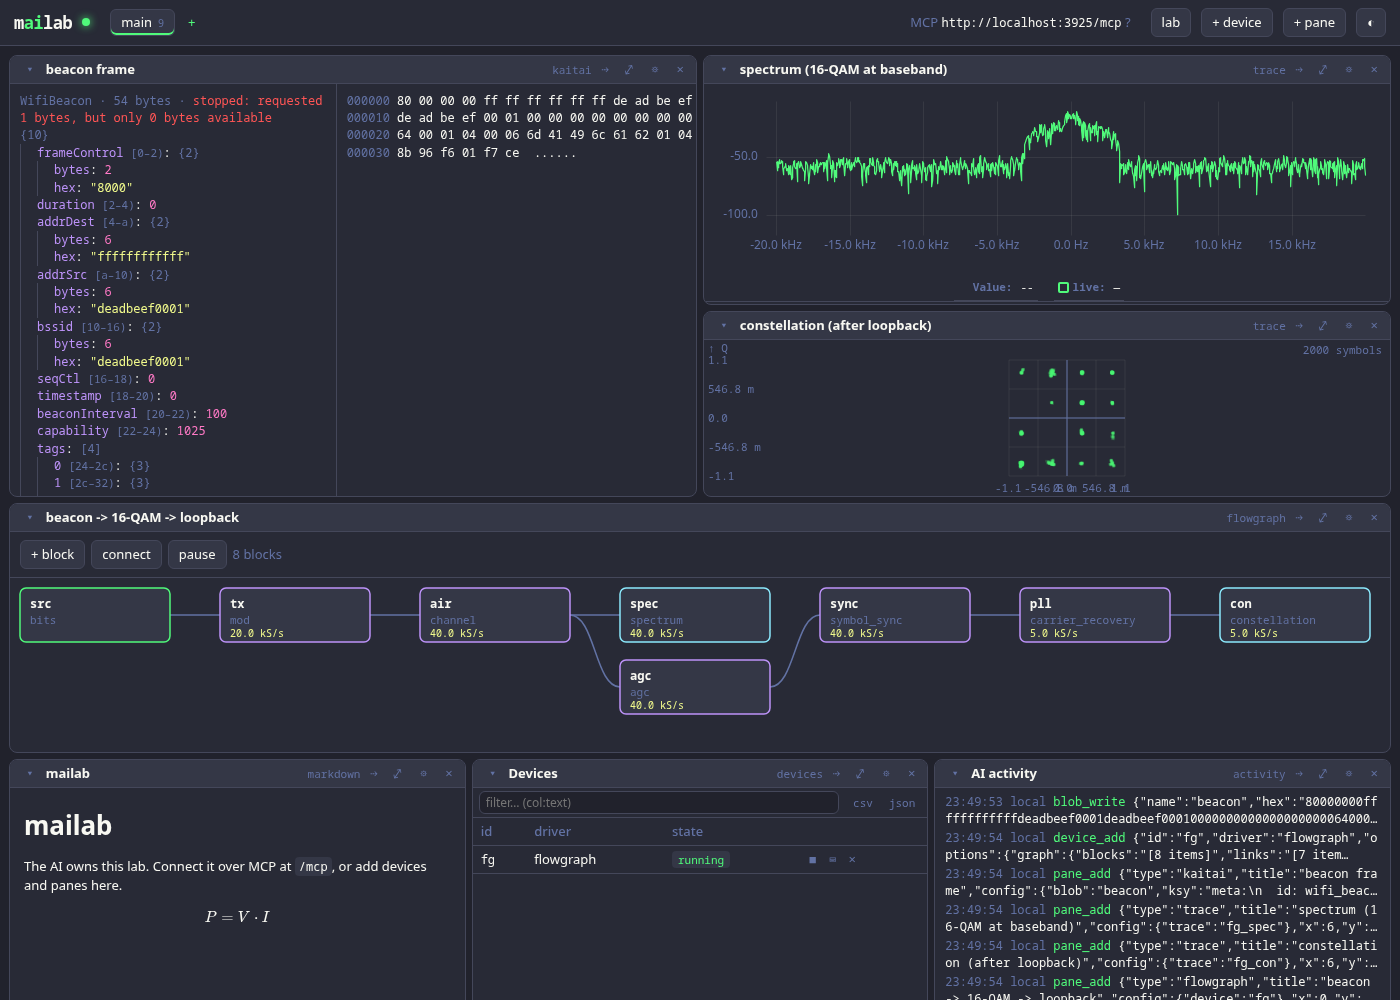 mailab
main 9
+
MCP http://localhost:3925/mcp ?
lab
+ device
+ pane
beacon frame
kaitai
WifiBeacon · 54 bytes · stopped: requested
1 bytes, but only 0 bytes available
{10}
frameControl [0–2]: {2}
bytes: 2
hex: "8000"
duration [2–4]: 0
addrDest [4–a]: {2}
bytes: 6
hex: "ffffffffffff"
addrSrc [a–10]: {2}
bytes: 6
hex: "deadbeef0001"
bssid [10–16]: {2}
bytes: 6
hex: "deadbeef0001"
seqCtl [16–18]: 0
timestamp [18–20]: 0
beaconInterval [20–22]: 100
capability [22–24]: 1025
tags: [4]
0 [24–2c]: {3}
1 [2c–32]: {3}
000000 80 00 00 00 ff ff ff ff ff ff de ad be ef
000010 de ad be ef 00 01 00 00 00 00 00 00 00 00
000020 64 00 01 04 00 06 6d 41 49 6c 61 62 01 04
000030 8b 96 f6 01 f7 ce ......
spectrum (16-QAM at baseband)
trace
-50.0
-100.0
-20.0 kHz
-15.0 kHz
-10.0 kHz
-5.0 kHz
0.0 Hz
5.0 kHz
10.0 kHz
15.0 kHz
Value: --
live: —
constellation (after loopback)
trace
↑ Q
2000 symbols
1.1
546.8 m
0.0
-546.8 m
-1.1
-1.1
546.8 m
beacon -> 16-QAM -> loopback
flowgraph
+ block
connect
pause
8 blocks
src
bits
tx
mod
20.0 kS/s
air
channel
40.0 kS/s
spec
spectrum
40.0 kS/s
sync
symbol_sync
40.0 kS/s
pll
carrier_recovery
5.0 kS/s
con
constellation
5.0 kS/s
agc
agc
40.0 kS/s
mailab
markdown
mailab
The AI owns this lab. Connect it over MCP at /mcp, or add devices
and panes here.
P = V · I
Devices
devices
filter... (col:text)
csv
json
id driver state
fg flowgraph running
AI activity
activity
23:49:53 local blob_write {"name":"beacon","hex":"80000000ff
ffffffffffdeadbeef0001deadbeef00010000000000000000000064000…
23:49:54 local device_add {"id":"fg","driver":"flowgraph","o
ptions":{"graph":{"blocks":"[8 items]","links":"[7 item…
23:49:54 local pane_add {"type":"kaitai","title":"beacon fra
me","config":{"blob":"beacon","ksy":"meta:\n  id: wifi_beac…
23:49:54 local pane_add {"type":"trace","title":"spectrum (1
6-QAM at baseband)","config":{"trace":"fg_spec"},"x":6,"y":…
23:49:54 local pane_add {"type":"trace","title":"constellati
on (after loopback)","config":{"trace":"fg_con"},"x":6,"y":…
23:49:54 local pane_add {"type":"flowgraph","title":"beacon
-> 16-QAM -> loopback","config":{"device":"fg"},"x":0,"y":